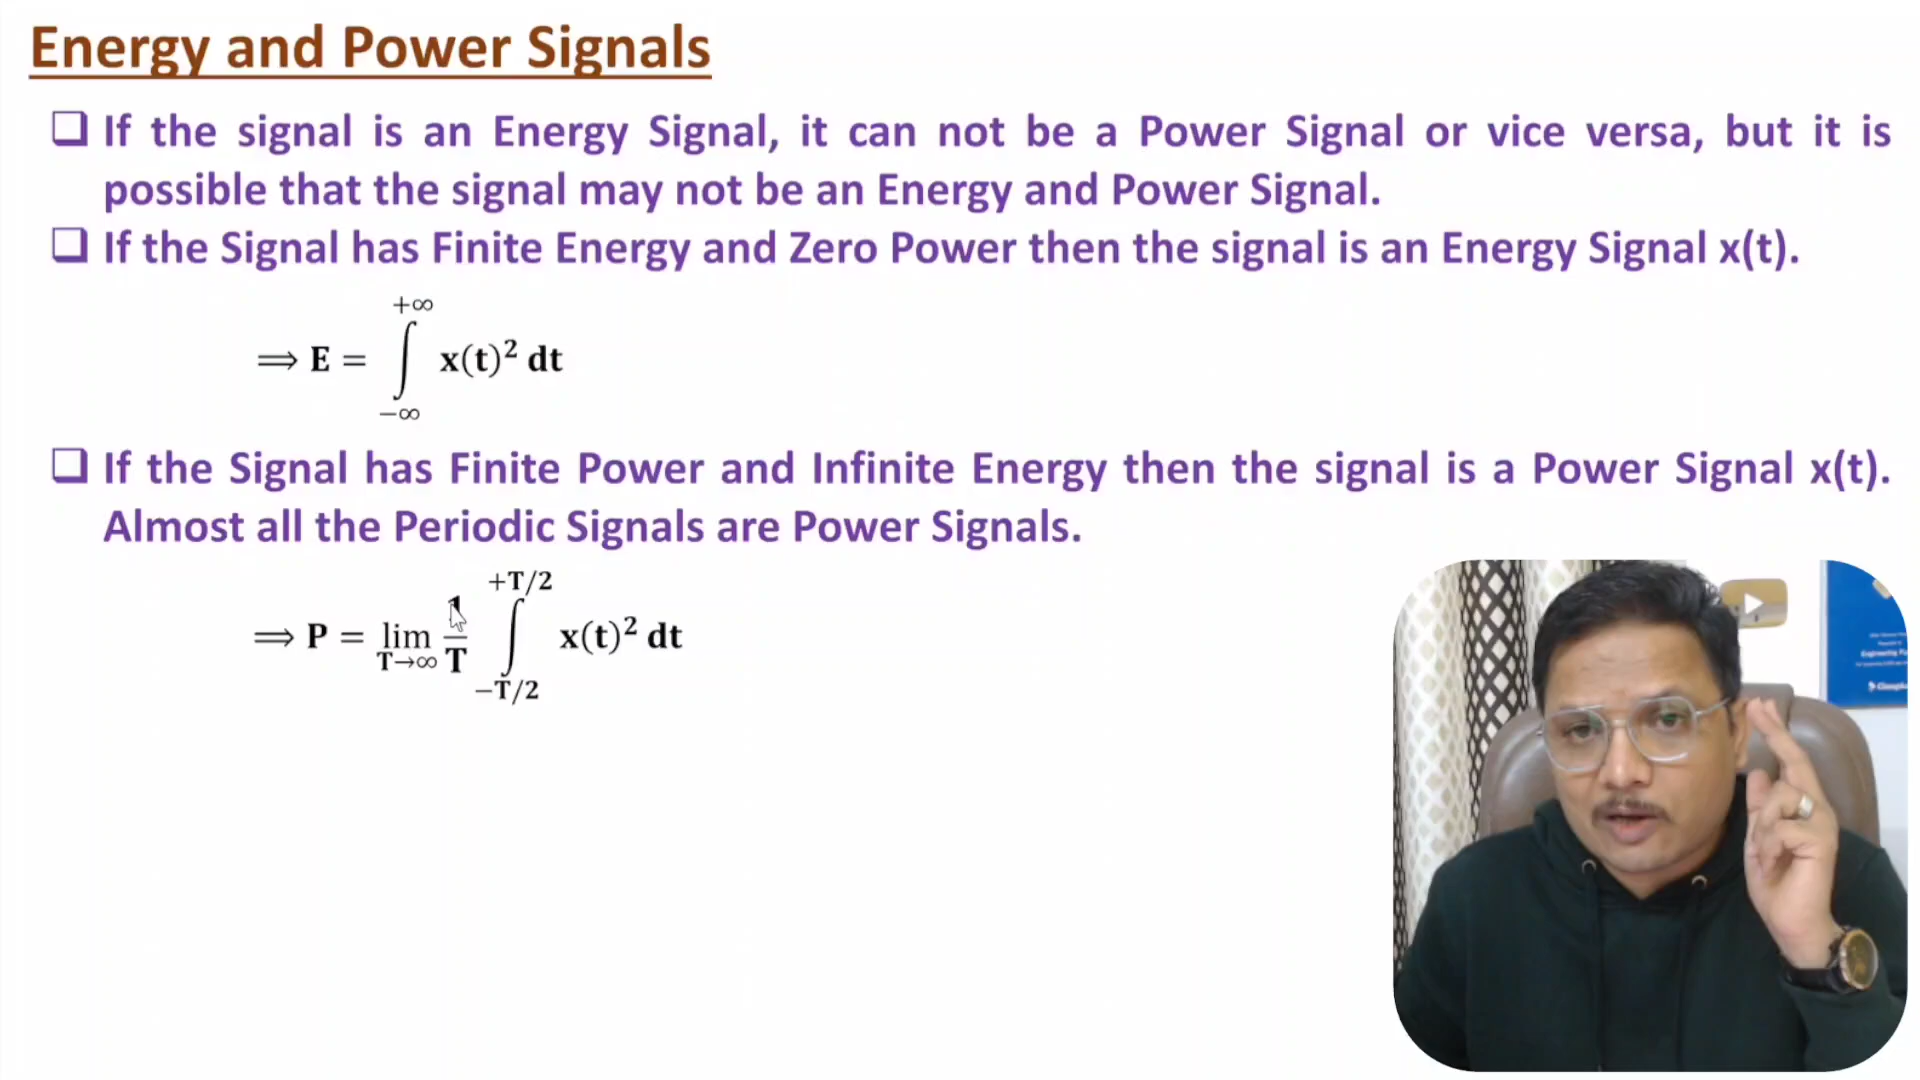 Energy and Power Signals
❑ If the signal is an Energy Signal, it can not be a Power Signal or vice versa, but it is
possible that the signal may not be an Energy and Power Signal.
❑ If the Signal has Finite Energy and Zero Power then the signal is an Energy Signal x(t).
⟹ E = ∫_{−∞}^{+∞} x(t)² dt
❑ If the Signal has Finite Power and Infinite Energy then the signal is a Power Signal x(t).
Almost all the Periodic Signals are Power Signals.
⟹ P = lim_{T→∞} 1/T ∫_{−T/2}^{+T/2} x(t)² dt